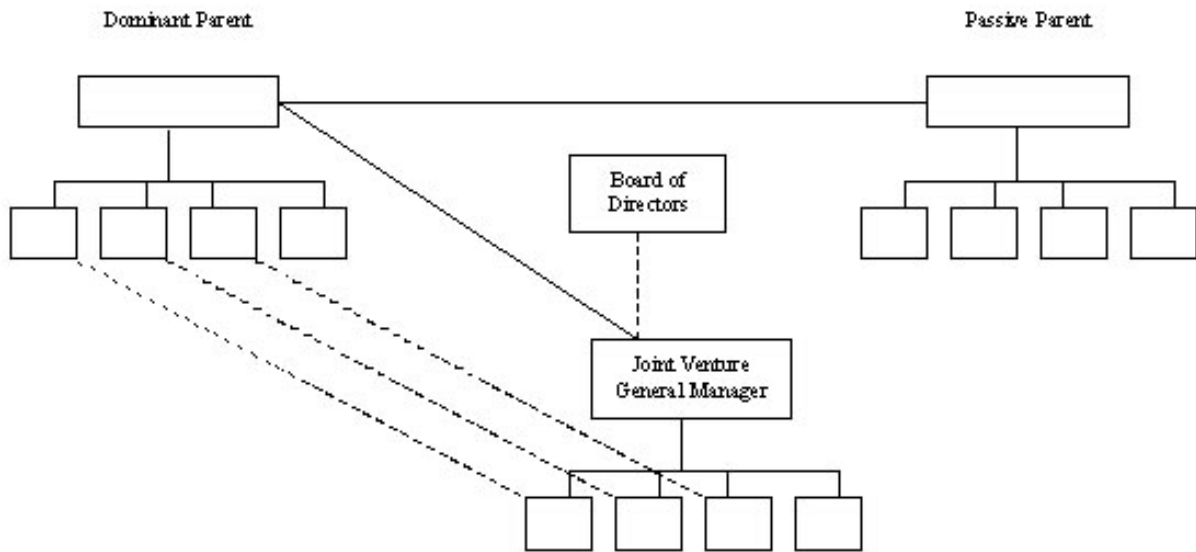 Dominant Parent
Passive Parent
Board of
Directors
Joint Venture
General Manager